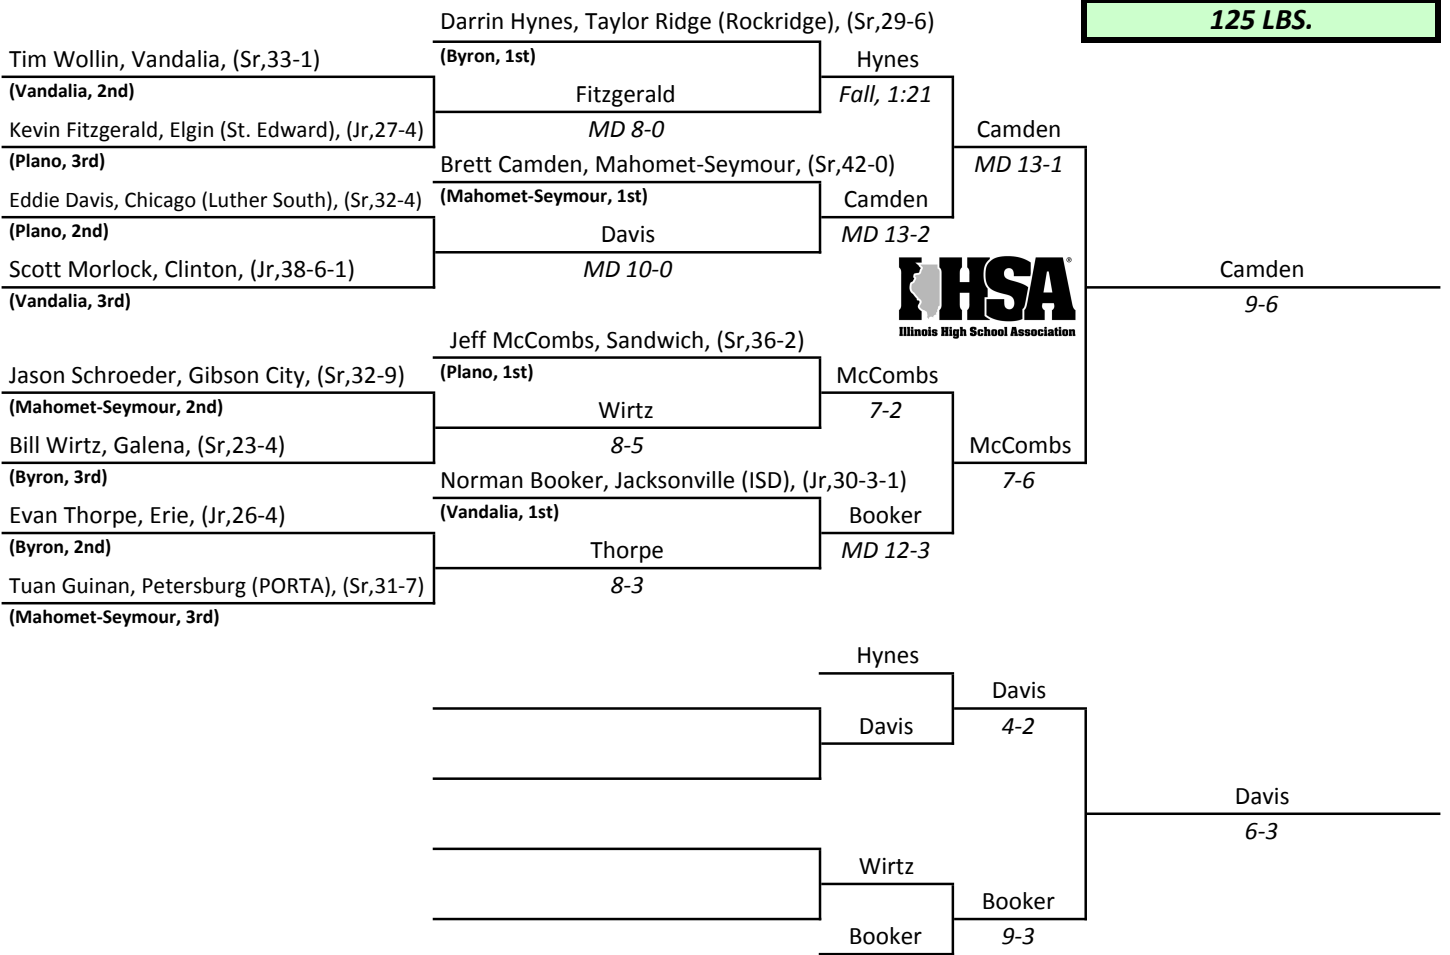 Darrin Hynes, Taylor Ridge (Rockridge), (Sr,29-6)
125 LBS.
Tim Wollin, Vandalia, (Sr,33-1)
(Byron, 1st)
Hynes
(Vandalia, 2nd)
Fitzgerald
Fall, 1:21
Kevin Fitzgerald, Elgin (St. Edward), (Jr,27-4)
MD 8-0
Camden
(Plano, 3rd)
Brett Camden, Mahomet-Seymour, (Sr,42-0)
MD 13-1
Eddie Davis, Chicago (Luther South), (Sr,32-4)
(Mahomet-Seymour, 1st)
Camden
(Plano, 2nd)
Davis
MD 13-2
Scott Morlock, Clinton, (Jr,38-6-1)
MD 10-0
IHSA®
Camden
(Vandalia, 3rd)
9-6
Illinois High School Association
Jeff McCombs, Sandwich, (Sr,36-2)
Jason Schroeder, Gibson City, (Sr,32-9)
(Plano, 1st)
McCombs
(Mahomet-Seymour, 2nd)
Wirtz
7-2
Bill Wirtz, Galena, (Sr,23-4)
8-5
McCombs
(Byron, 3rd)
Norman Booker, Jacksonville (ISD), (Jr,30-3-1)
7-6
Evan Thorpe, Erie, (Jr,26-4)
(Vandalia, 1st)
Booker
(Byron, 2nd)
Thorpe
MD 12-3
Tuan Guinan, Petersburg (PORTA), (Sr,31-7)
8-3
(Mahomet-Seymour, 3rd)
Hynes
Davis
Davis
4-2
Davis
6-3
Wirtz
Booker
Booker
9-3